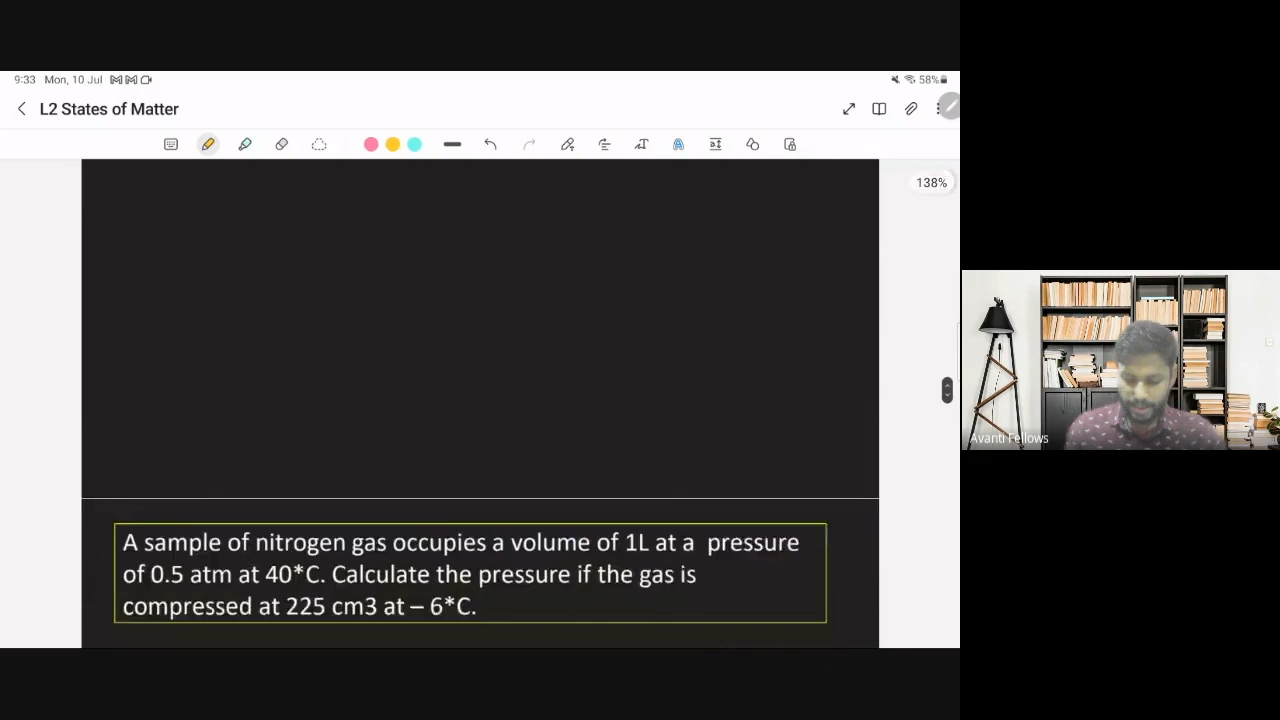 9:33 Mon, 10 Jul
58%
L2 States of Matter
138%
A sample of nitrogen gas occupies a volume of 1L at a pressure
of 0.5 atm at 40*C. Calculate the pressure if the gas is
compressed at 225 cm3 at – 6*C.
Avanti Fellows